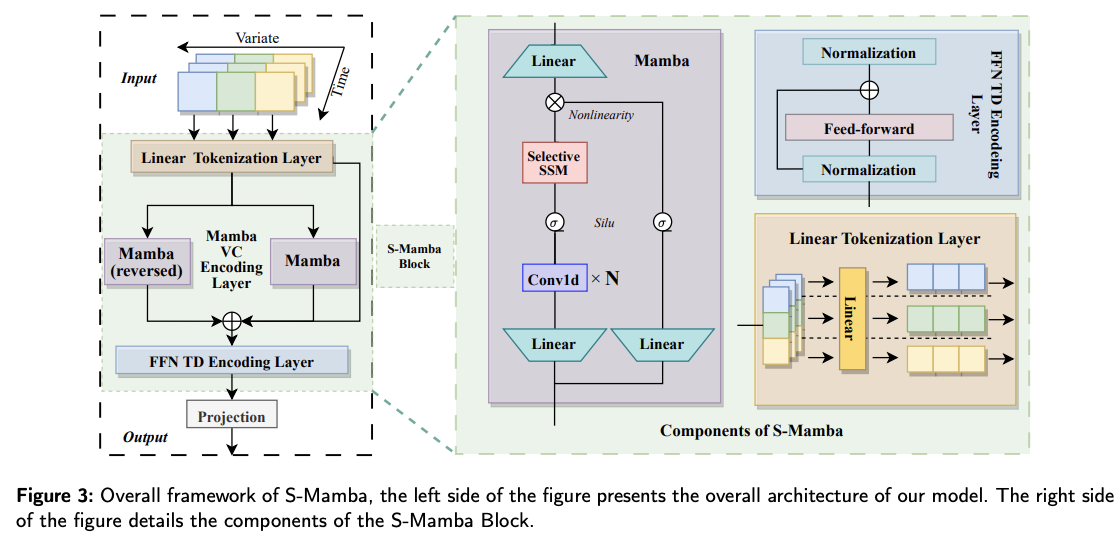 Variate
Input
Time
Linear Tokenization Layer
Mamba
(reversed)
Mamba
VC
Encoding
Layer
Mamba
FFN TD Encoding Layer
Projection
Output
S-Mamba
Block
Linear
Mamba
Nonlinearity
Selective
SSM
σ
Silu
σ
Conv1d
× N
Linear
Linear
Normalization
Feed-forward
Normalization
FFN TD Encodeing
Layer
Linear Tokenization Layer
Linear
Components of S-Mamba
Figure 3: Overall framework of S-Mamba, the left side of the figure presents the overall architecture of our model. The right side
of the figure details the components of the S-Mamba Block.